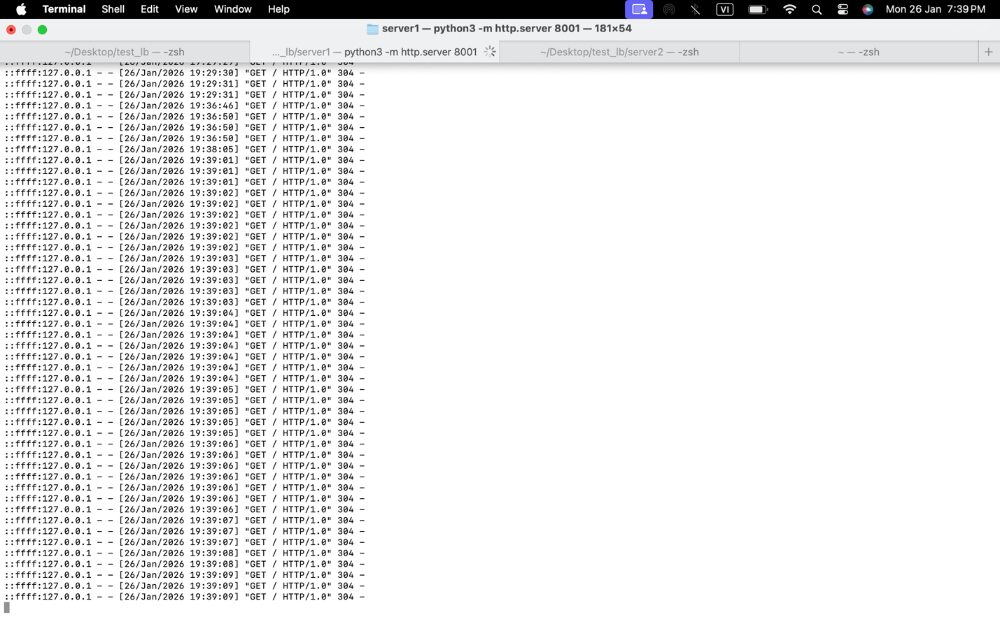 Terminal Shell Edit View Window Help VI Mon 26 Jan 7:39 PM
server1 — python3 -m http.server 8001 — 181×54
~/Desktop/test_lb — -zsh
..._lb/server1 — python3 -m http.server 8001
~/Desktop/test_lb/server2 — -zsh
~ — -zsh
+
::ffff:127.0.0.1 - - [26/Jan/2026 19:29:29] "GET / HTTP/1.0" 304 -
::ffff:127.0.0.1 - - [26/Jan/2026 19:29:30] "GET / HTTP/1.0" 304 -
::ffff:127.0.0.1 - - [26/Jan/2026 19:29:31] "GET / HTTP/1.0" 304 -
::ffff:127.0.0.1 - - [26/Jan/2026 19:29:31] "GET / HTTP/1.0" 304 -
::ffff:127.0.0.1 - - [26/Jan/2026 19:36:46] "GET / HTTP/1.0" 304 -
::ffff:127.0.0.1 - - [26/Jan/2026 19:36:50] "GET / HTTP/1.0" 304 -
::ffff:127.0.0.1 - - [26/Jan/2026 19:36:50] "GET / HTTP/1.0" 304 -
::ffff:127.0.0.1 - - [26/Jan/2026 19:36:50] "GET / HTTP/1.0" 304 -
::ffff:127.0.0.1 - - [26/Jan/2026 19:38:05] "GET / HTTP/1.0" 304 -
::ffff:127.0.0.1 - - [26/Jan/2026 19:39:01] "GET / HTTP/1.0" 304 -
::ffff:127.0.0.1 - - [26/Jan/2026 19:39:01] "GET / HTTP/1.0" 304 -
::ffff:127.0.0.1 - - [26/Jan/2026 19:39:01] "GET / HTTP/1.0" 304 -
::ffff:127.0.0.1 - - [26/Jan/2026 19:39:02] "GET / HTTP/1.0" 304 -
::ffff:127.0.0.1 - - [26/Jan/2026 19:39:02] "GET / HTTP/1.0" 304 -
::ffff:127.0.0.1 - - [26/Jan/2026 19:39:02] "GET / HTTP/1.0" 304 -
::ffff:127.0.0.1 - - [26/Jan/2026 19:39:02] "GET / HTTP/1.0" 304 -
::ffff:127.0.0.1 - - [26/Jan/2026 19:39:02] "GET / HTTP/1.0" 304 -
::ffff:127.0.0.1 - - [26/Jan/2026 19:39:02] "GET / HTTP/1.0" 304 -
::ffff:127.0.0.1 - - [26/Jan/2026 19:39:03] "GET / HTTP/1.0" 304 -
::ffff:127.0.0.1 - - [26/Jan/2026 19:39:03] "GET / HTTP/1.0" 304 -
::ffff:127.0.0.1 - - [26/Jan/2026 19:39:03] "GET / HTTP/1.0" 304 -
::ffff:127.0.0.1 - - [26/Jan/2026 19:39:03] "GET / HTTP/1.0" 304 -
::ffff:127.0.0.1 - - [26/Jan/2026 19:39:03] "GET / HTTP/1.0" 304 -
::ffff:127.0.0.1 - - [26/Jan/2026 19:39:04] "GET / HTTP/1.0" 304 -
::ffff:127.0.0.1 - - [26/Jan/2026 19:39:04] "GET / HTTP/1.0" 304 -
::ffff:127.0.0.1 - - [26/Jan/2026 19:39:04] "GET / HTTP/1.0" 304 -
::ffff:127.0.0.1 - - [26/Jan/2026 19:39:04] "GET / HTTP/1.0" 304 -
::ffff:127.0.0.1 - - [26/Jan/2026 19:39:04] "GET / HTTP/1.0" 304 -
::ffff:127.0.0.1 - - [26/Jan/2026 19:39:04] "GET / HTTP/1.0" 304 -
::ffff:127.0.0.1 - - [26/Jan/2026 19:39:04] "GET / HTTP/1.0" 304 -
::ffff:127.0.0.1 - - [26/Jan/2026 19:39:05] "GET / HTTP/1.0" 304 -
::ffff:127.0.0.1 - - [26/Jan/2026 19:39:05] "GET / HTTP/1.0" 304 -
::ffff:127.0.0.1 - - [26/Jan/2026 19:39:05] "GET / HTTP/1.0" 304 -
::ffff:127.0.0.1 - - [26/Jan/2026 19:39:05] "GET / HTTP/1.0" 304 -
::ffff:127.0.0.1 - - [26/Jan/2026 19:39:05] "GET / HTTP/1.0" 304 -
::ffff:127.0.0.1 - - [26/Jan/2026 19:39:06] "GET / HTTP/1.0" 304 -
::ffff:127.0.0.1 - - [26/Jan/2026 19:39:06] "GET / HTTP/1.0" 304 -
::ffff:127.0.0.1 - - [26/Jan/2026 19:39:06] "GET / HTTP/1.0" 304 -
::ffff:127.0.0.1 - - [26/Jan/2026 19:39:06] "GET / HTTP/1.0" 304 -
::ffff:127.0.0.1 - - [26/Jan/2026 19:39:06] "GET / HTTP/1.0" 304 -
::ffff:127.0.0.1 - - [26/Jan/2026 19:39:06] "GET / HTTP/1.0" 304 -
::ffff:127.0.0.1 - - [26/Jan/2026 19:39:06] "GET / HTTP/1.0" 304 -
::ffff:127.0.0.1 - - [26/Jan/2026 19:39:07] "GET / HTTP/1.0" 304 -
::ffff:127.0.0.1 - - [26/Jan/2026 19:39:07] "GET / HTTP/1.0" 304 -
::ffff:127.0.0.1 - - [26/Jan/2026 19:39:07] "GET / HTTP/1.0" 304 -
::ffff:127.0.0.1 - - [26/Jan/2026 19:39:08] "GET / HTTP/1.0" 304 -
::ffff:127.0.0.1 - - [26/Jan/2026 19:39:08] "GET / HTTP/1.0" 304 -
::ffff:127.0.0.1 - - [26/Jan/2026 19:39:09] "GET / HTTP/1.0" 304 -
::ffff:127.0.0.1 - - [26/Jan/2026 19:39:09] "GET / HTTP/1.0" 304 -
::ffff:127.0.0.1 - - [26/Jan/2026 19:39:09] "GET / HTTP/1.0" 304 -